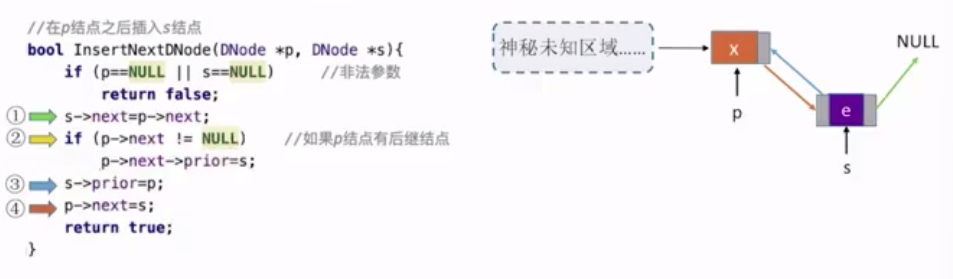 //在p结点之后插入s结点
bool InsertNextDNode(DNode *p, DNode *s){
if (p==NULL || s==NULL) //非法参数
return false;
① s->next=p->next;
② if (p->next != NULL) //如果p结点有后继结点
p->next->prior=s;
③ s->prior=p;
④ p->next=s;
return true;
}
神秘未知区域……
x
NULL
p
e
s